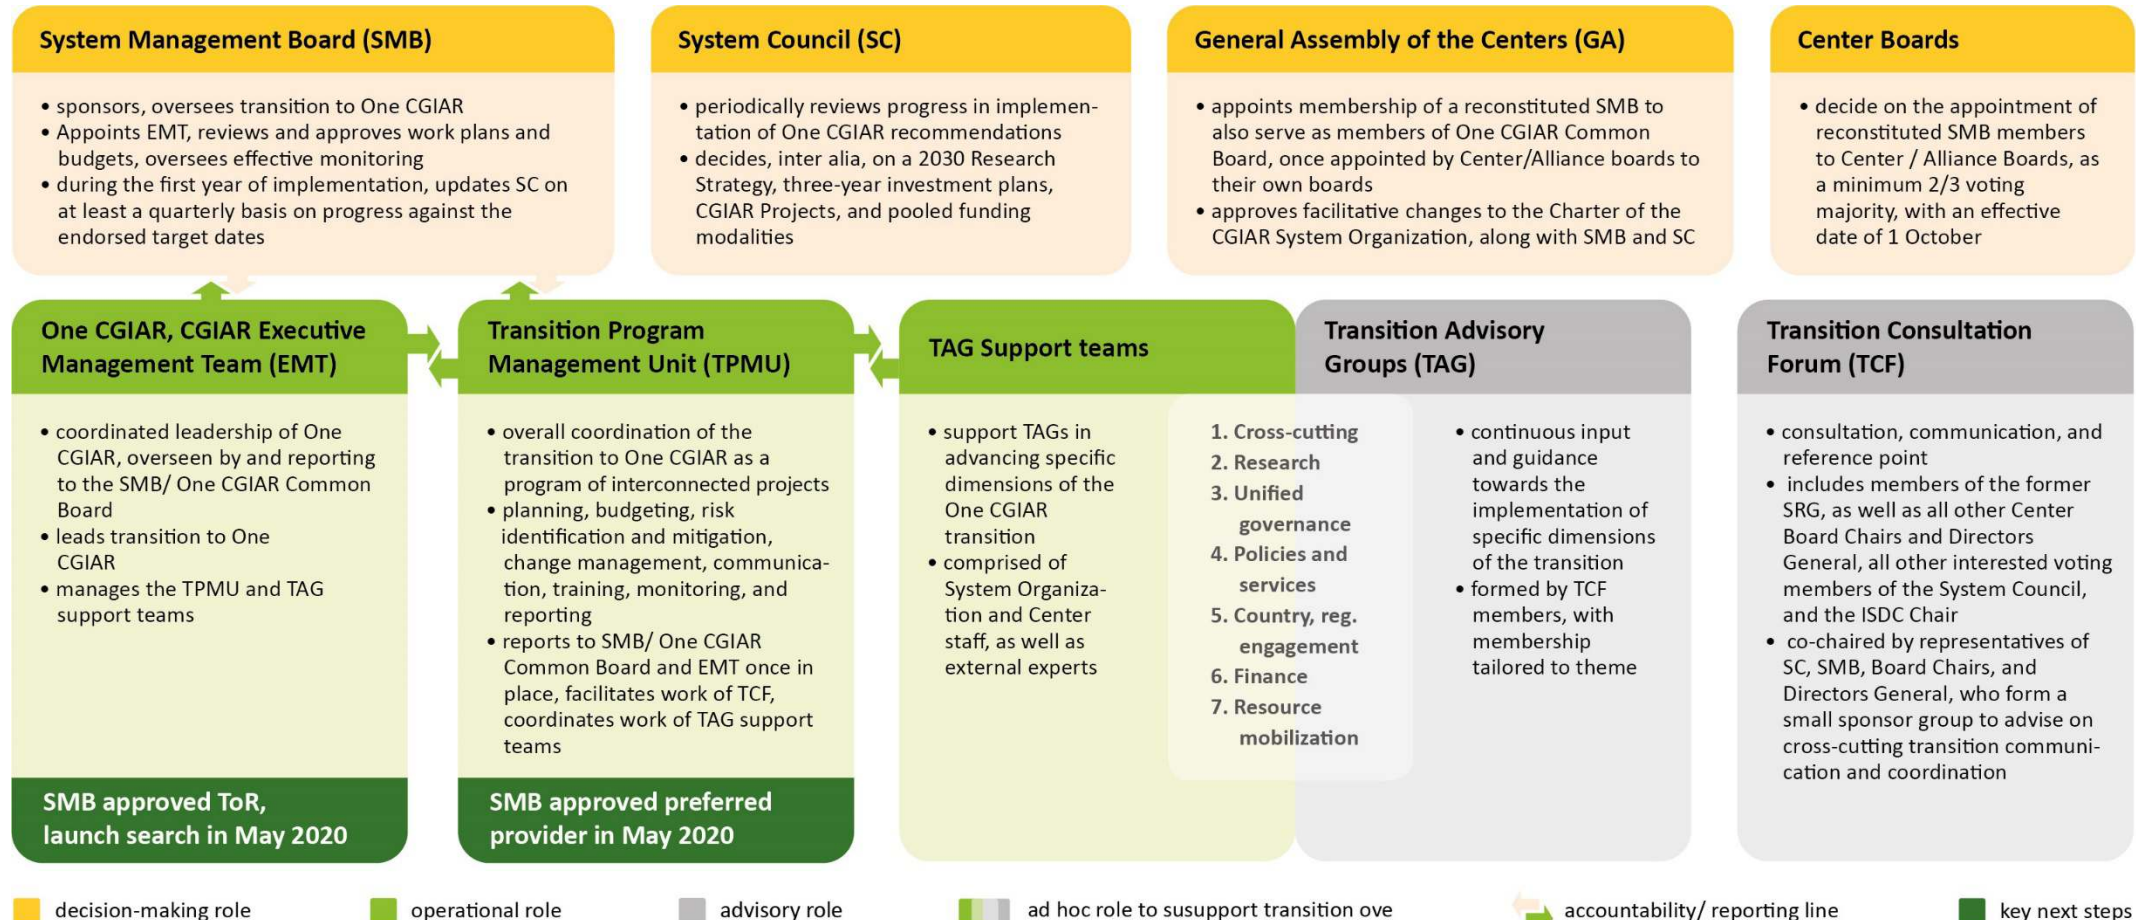 System Management Board (SMB)
• sponsors, oversees transition to One CGIAR
• Appoints EMT, reviews and approves work plans and
budgets, oversees effective monitoring
• during the first year of implementation, updates SC on
at least a quarterly basis on progress against the
endorsed target dates
System Council (SC)
• periodically reviews progress in implemen-
tation of One CGIAR recommendations
• decides, inter alia, on a 2030 Research
Strategy, three-year investment plans,
CGIAR Projects, and pooled funding
modalities
General Assembly of the Centers (GA)
• appoints membership of a reconstituted SMB to
also serve as members of One CGIAR Common
Board, once appointed by Center/Alliance boards to
their own boards
• approves facilitative changes to the Charter of the
CGIAR System Organization, along with SMB and SC
Center Boards
• decide on the appointment of
reconstituted SMB members
to Center / Alliance Boards, as
a minimum 2/3 voting
majority, with an effective
date of 1 October
One CGIAR, CGIAR Executive
Management Team (EMT)
• coordinated leadership of One
CGIAR, overseen by and reporting
to the SMB/ One CGIAR Common
Board
• leads transition to One
CGIAR
• manages the TPMU and TAG
support teams
SMB approved ToR,
launch search in May 2020
Transition Program
Management Unit (TPMU)
• overall coordination of the
transition to One CGIAR as a
program of interconnected projects
• planning, budgeting, risk
identification and mitigation,
change management, communica-
tion, training, monitoring, and
reporting
• reports to SMB/ One CGIAR
Common Board and EMT once in
place, facilitates work of TCF,
coordinates work of TAG support
teams
SMB approved preferred
provider in May 2020
TAG Support teams
• support TAGs in
advancing specific
dimensions of the
One CGIAR
transition
• comprised of
System Organiza-
tion and Center
staff, as well as
external experts
1. Cross-cutting
2. Research
3. Unified
governance
4. Policies and
services
5. Country, reg.
engagement
6. Finance
7. Resource
mobilization
Transition Advisory
Groups (TAG)
• continuous input
and guidance
towards the
implementation of
specific dimensions
of the transition
• formed by TCF
members, with
membership
tailored to theme
Transition Consultation
Forum (TCF)
• consultation, communication, and
reference point
• includes members of the former
SRG, as well as all other Center
Board Chairs and Directors
General, all other interested voting
members of the System Council,
and the ISDC Chair
• co-chaired by representatives of
SC, SMB, Board Chairs, and
Directors General, who form a
small sponsor group to advise on
cross-cutting transition communi-
cation and coordination
decision-making role
operational role
advisory role
ad hoc role to susupport transition ove
accountability/ reporting line
key next steps